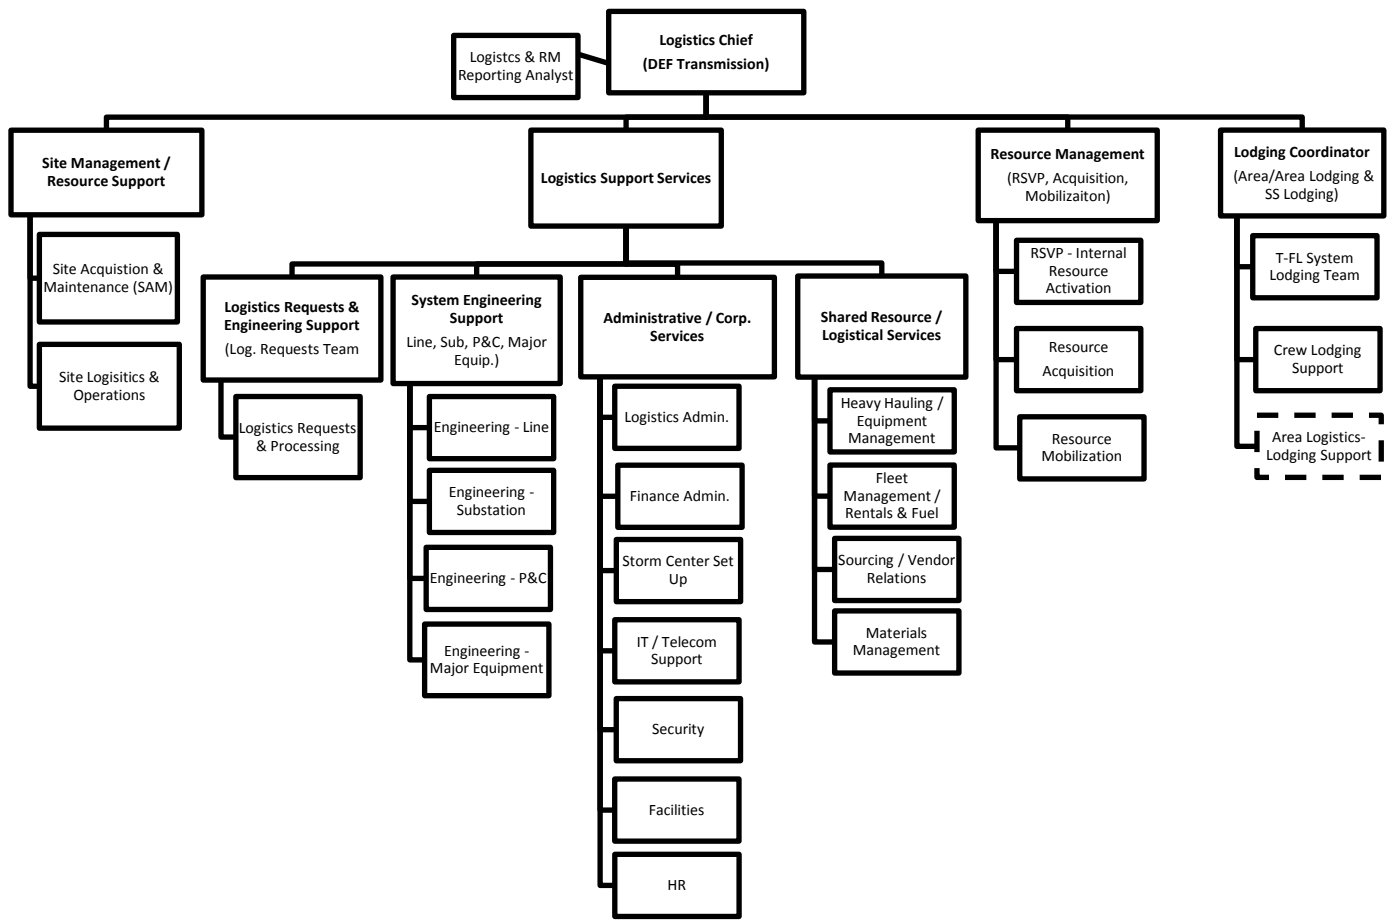 Logistics Chief
(DEF Transmission)
Logistcs & RM
Reporting Analyst
Site Management /
Resource Support
Site Acquistion &
Maintenance (SAM)
Site Logisitics &
Operations
Logistics Support Services
Logistics Requests &
Engineering Support
(Log. Requests Team
Logistics Requests
& Processing
System Engineering
Support
Line, Sub, P&C, Major
Equip.)
Engineering - Line
Engineering -
Substation
Engineering - P&C
Engineering -
Major Equipment
Administrative / Corp.
Services
Logistics Admin.
Finance Admin.
Storm Center Set
Up
IT / Telecom
Support
Security
Facilities
HR
Shared Resource /
Logistical Services
Heavy Hauling /
Equipment
Management
Fleet
Management /
Rentals & Fuel
Sourcing / Vendor
Relations
Materials
Management
Resource Management
(RSVP, Acquisition,
Mobilizaiton)
RSVP - Internal
Resource
Activation
Resource
Acquisition
Resource
Mobilization
Lodging Coordinator
(Area/Area Lodging &
SS Lodging)
T-FL System
Lodging Team
Crew Lodging
Support
Area Logistics-
Lodging Support